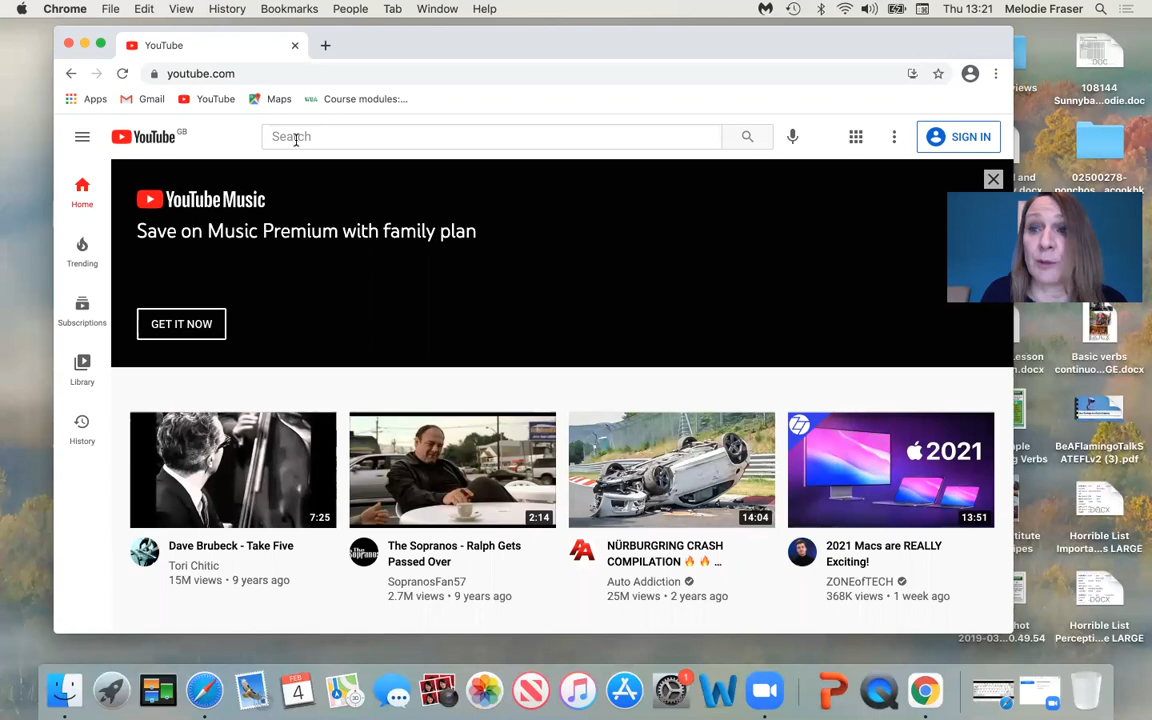 Chrome File Edit View History Bookmarks People Tab Window Help
Thu 13:21 Melodie Fraser
YouTube
youtube.com
Apps Gmail YouTube Maps Course modules:...
YouTube GB
Search
SIGN IN
Home
Trending
Subscriptions
Library
History
YouTube Music
Save on Music Premium with family plan
GET IT NOW
7:25
2:14
14:04
2021
13:51
Dave Brubeck - Take Five
Tori Chitic
15M views • 9 years ago
The Sopranos - Ralph Gets
Passed Over
SopranosFan57
2.7M views • 9 years ago
NÜRBURGRING CRASH
COMPILATION 🔥 🔥 ...
Auto Addiction
25M views • 2 years ago
2021 Macs are REALLY
Exciting!
ZONEofTECH
368K views • 1 week ago
108144
Sunnyba...odie.doc
02500278-
ponchos_...acookbk
Basic verbs
continuo...GE.docx
BeAFlamingoTalkS
ATEFLv2 (3).pdf
Horrible List
Importa...s LARGE
Horrible List
Percepti...e LARGE
DOCX
FEB
4
1